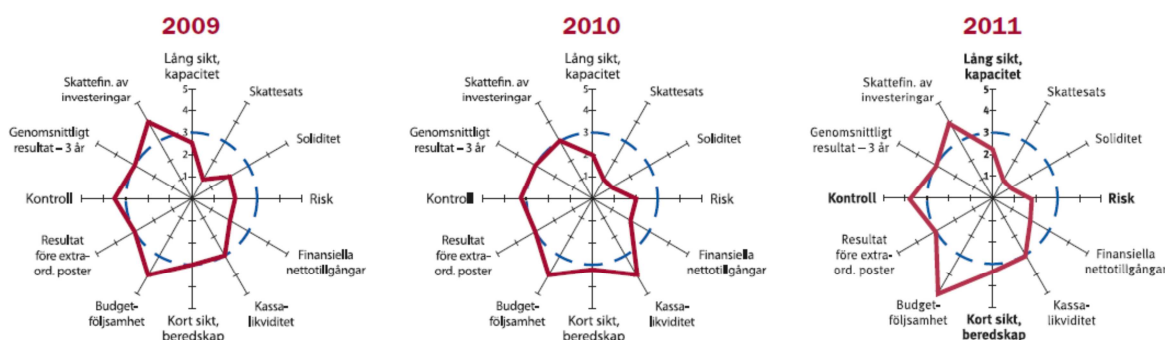 2009
Lång sikt,
kapacitet
Skattefin. av
investeringar
Skattesats
Genomsnittligt
resultat – 3 år
Soliditet
5
4
3
2
1
Kontroll
Risk
Resultat
före extra-
ord. poster
Finansiella
nettotillgångar
Budget-
följsamhet
Kassa-
likviditet
Kort sikt,
beredskap
2010
Lång sikt,
kapacitet
Skattefin. av
investeringar
Skattesats
Genomsnittligt
resultat – 3 år
Soliditet
5
4
3
2
1
Kontroll
Risk
Resultat
före extra-
ord. poster
Finansiella
nettotillgångar
Budget-
följsamhet
Kassa-
likviditet
Kort sikt,
beredskap
2011
Lång sikt,
kapacitet
Skattefin. av
investeringar
Skattesats
Genomsnittligt
resultat – 3 år
Soliditet
5
4
3
2
1
Kontroll
Risk
Resultat
före extra-
ord. poster
Finansiella
nettotillgångar
Budget-
följsamhet
Kassa-
likviditet
Kort sikt,
beredskap